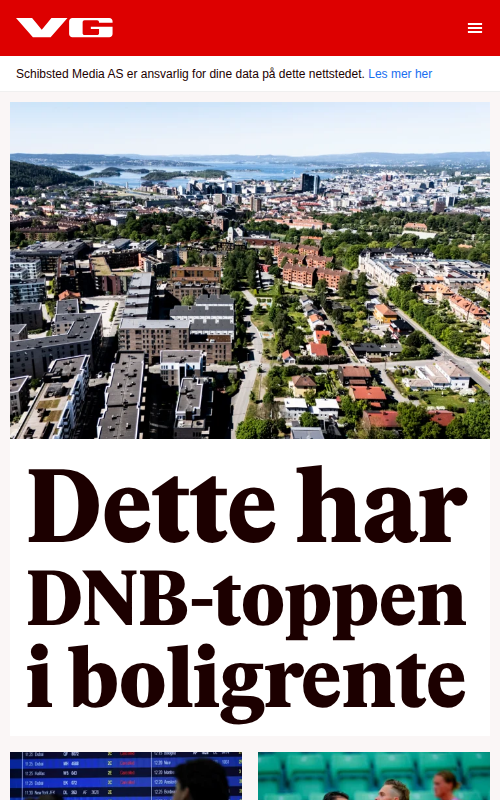 VG
Schibsted Media AS er ansvarlig for dine data på dette nettstedet. Les mer her
Dette har
DNB-toppen
i boligrente